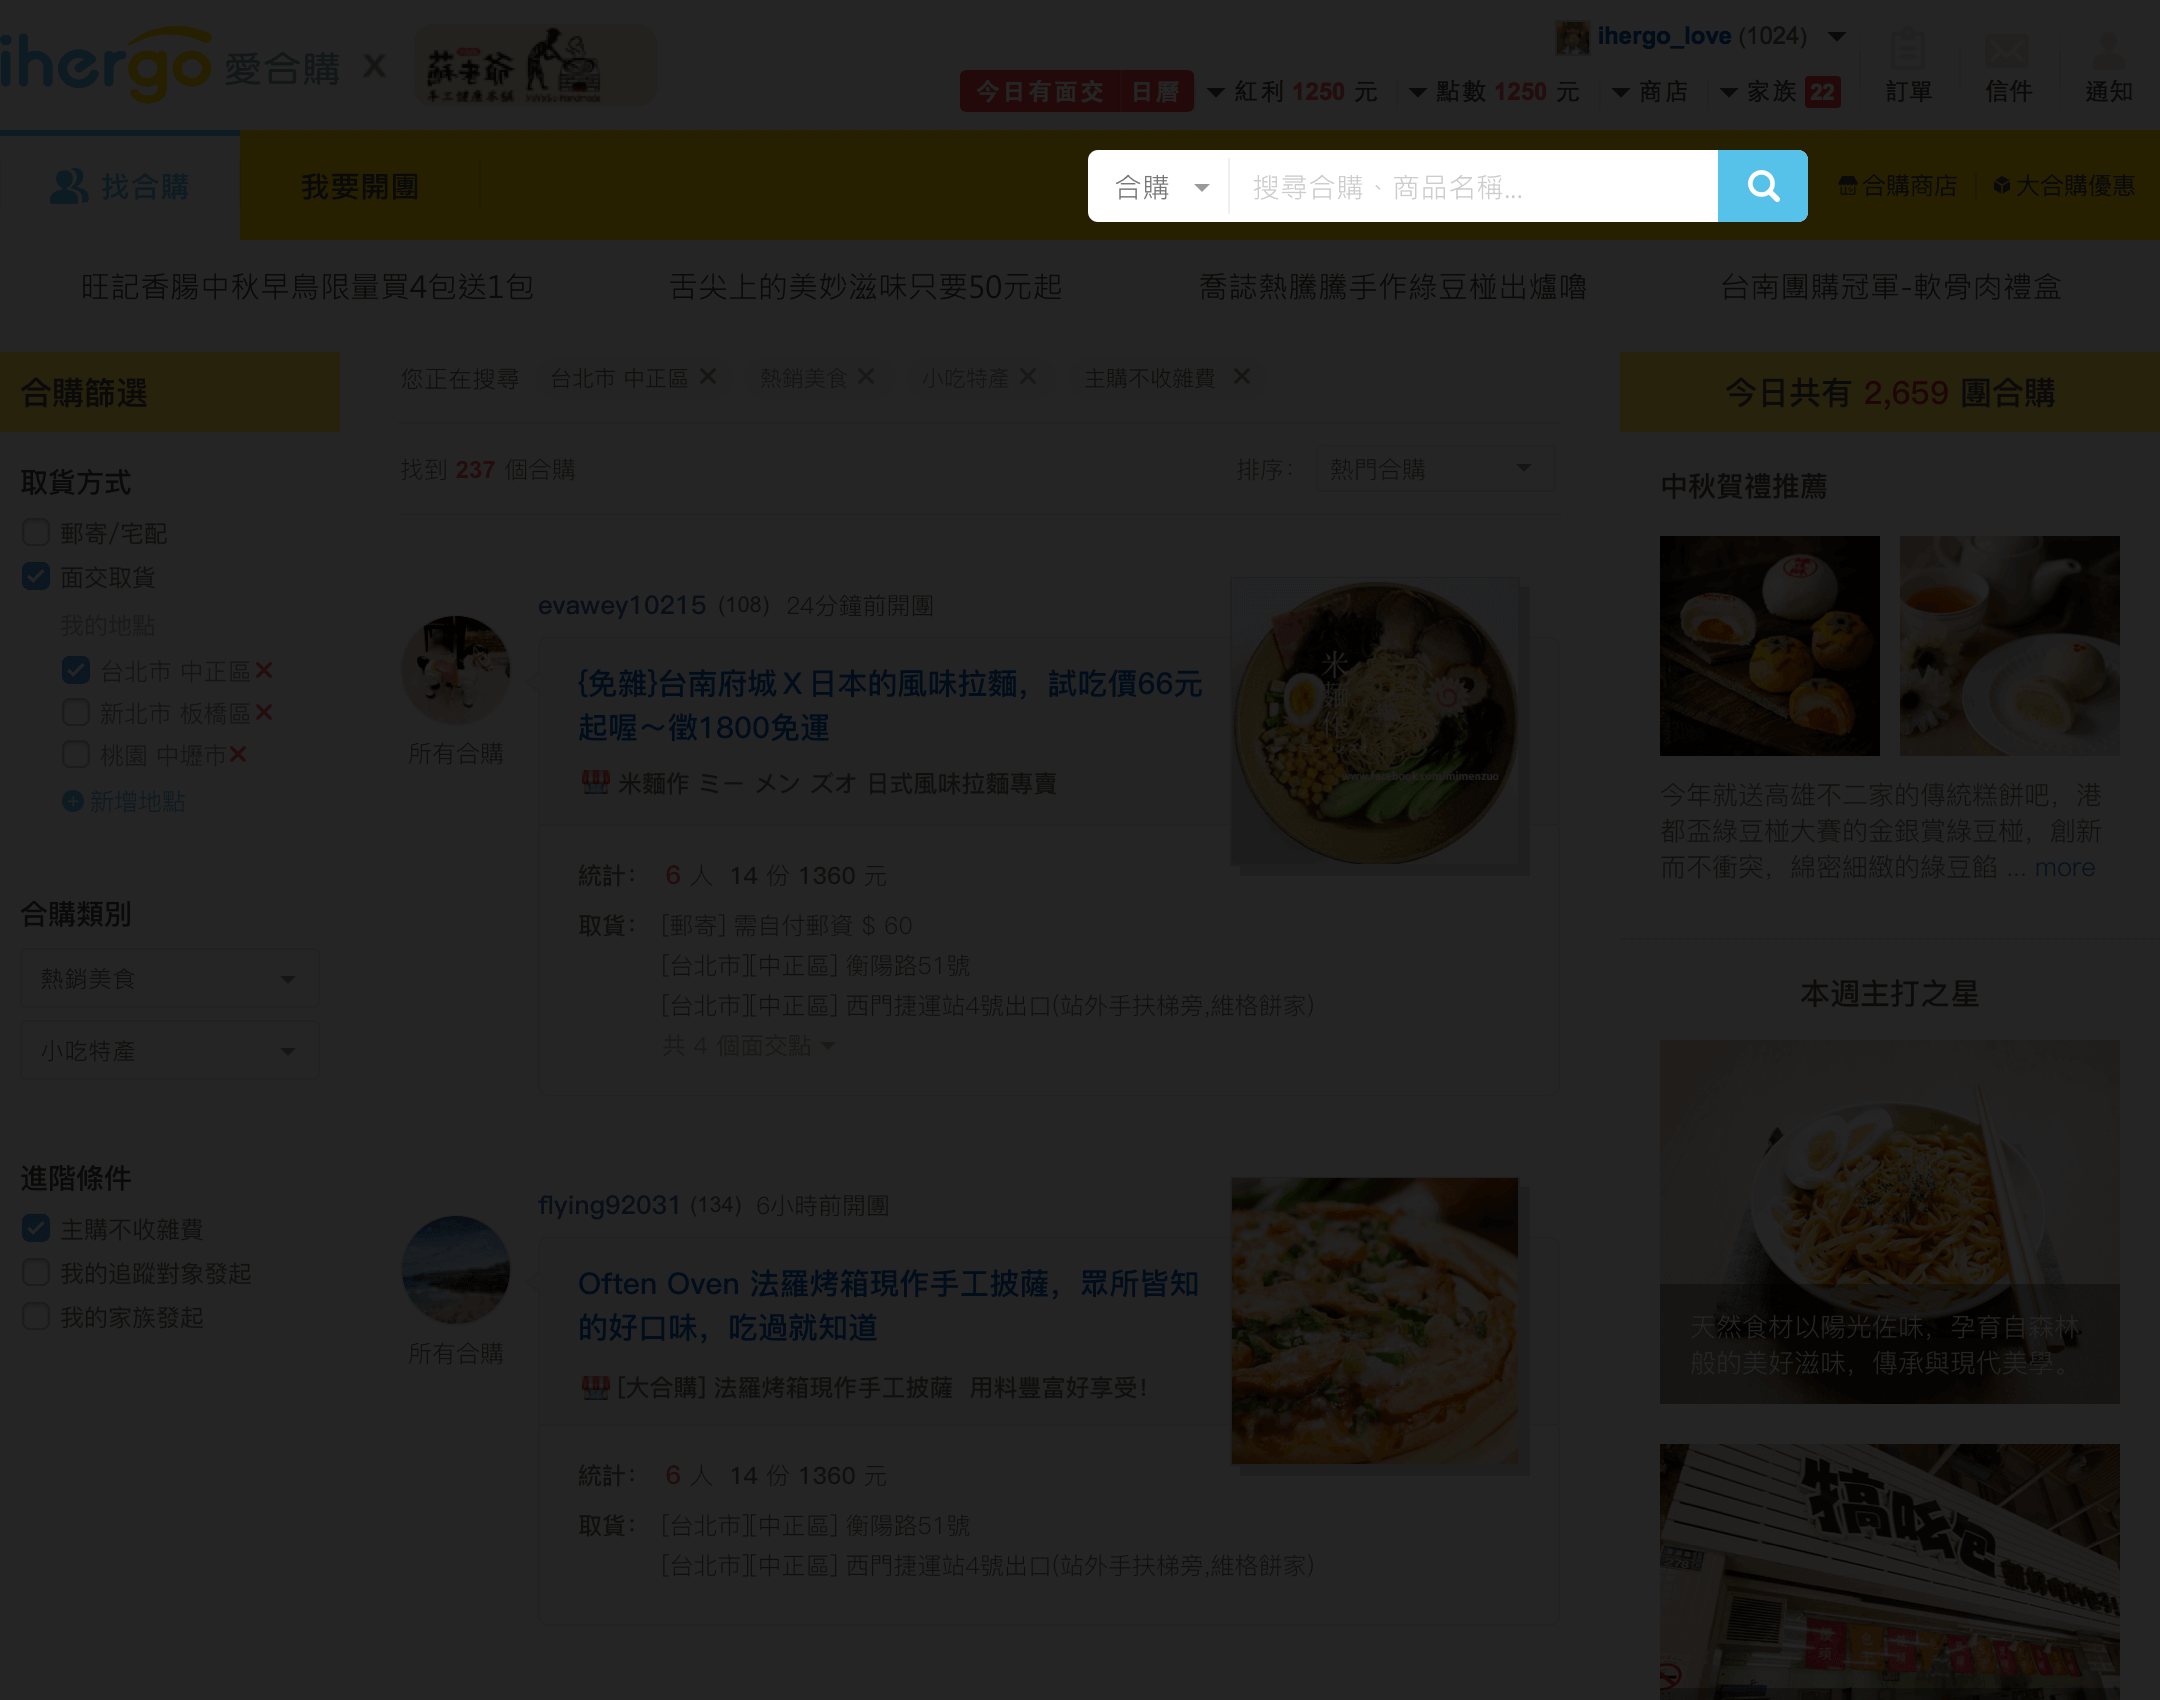 ihergo 愛合購 X 蘇老爺
手工健康茶舖
ihergo_love (1024)
今日有面交 日曆 紅利 1250 元 點數 1250 元 商店 家族 22 訂單 信件 通知
找合購 我要開團 合購 搜尋合購、商品名稱... 合購商店 大合購優惠
旺記香腸中秋早鳥限量買4包送1包 舌尖上的美妙滋味只要50元起 喬誌熱騰騰手作綠豆椪出爐嚕 台南團購冠軍-軟骨肉禮盒
合購篩選
取貨方式
郵寄/宅配
面交取貨
我的地點
台北市 中正區
新北市 板橋區
桃園 中壢市
新增地點
合購類別
熱銷美食
小吃特產
進階條件
主購不收雜費
我的追蹤對象發起
我的家族發起
您正在搜尋 台北市 中正區 熱銷美食 小吃特產 主購不收雜費
找到 237 個合購 排序: 熱門合購
evawey10215 (108) 24分鐘前開團
所有合購
{免雜}台南府城X日本的風味拉麵，試吃價66元
起喔～徵1800免運
米麵作 ミー メン ズオ 日式風味拉麵專賣
米麵作
統計： 6 人 14 份 1360 元
取貨： [郵寄] 需自付郵資 $ 60
[台北市][中正區] 衡陽路51號
[台北市][中正區] 西門捷運站4號出口(站外手扶梯旁,維格餅家)
共 4 個面交點
flying92031 (134) 6小時前開團
所有合購
Often Oven 法羅烤箱現作手工披薩，眾所皆知
的好口味，吃過就知道
[大合購] 法羅烤箱現作手工披薩 用料豐富好享受!
統計： 6 人 14 份 1360 元
取貨： [台北市][中正區] 衡陽路51號
[台北市][中正區] 西門捷運站4號出口(站外手扶梯旁,維格餅家)
今日共有 2,659 團合購
中秋賀禮推薦
今年就送高雄不二家的傳統糕餅吧，港
都盃綠豆椪大賽的金銀賞綠豆椪，創新
而不衝突，綿密細緻的綠豆餡 ... more
本週主打之星
天然食材以陽光佐味，孕育自森林
般的美好滋味，傳承與現代美學。
搞吃包